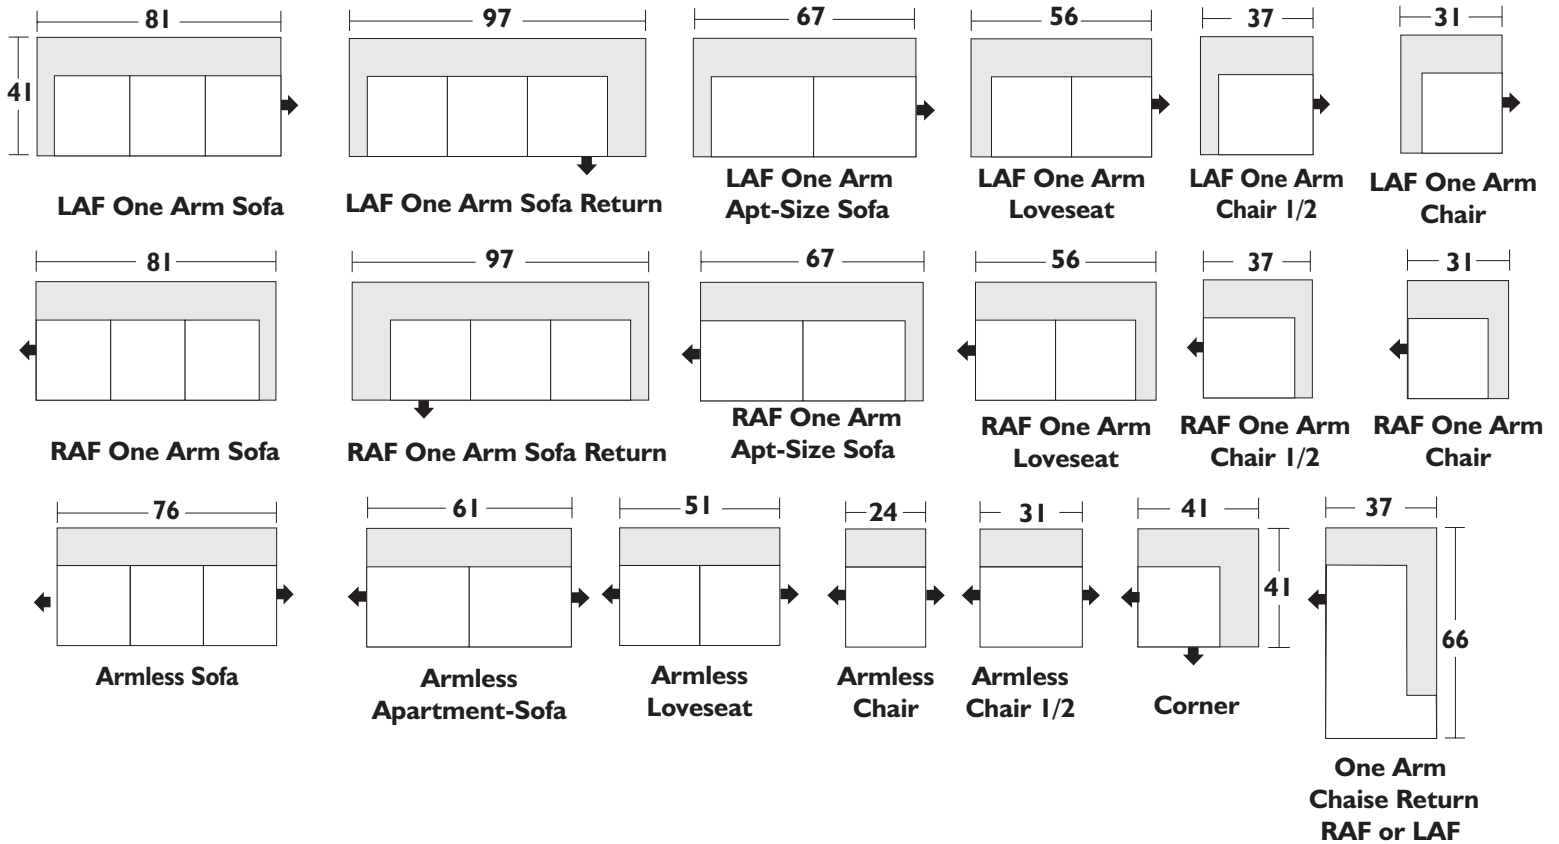 81
97
67
56
37
31
41
LAF One Arm Sofa
LAF One Arm Sofa Return
LAF One Arm
Apt-Size Sofa
LAF One Arm
Loveseat
LAF One Arm
Chair 1/2
LAF One Arm
Chair
81
97
67
56
37
31
RAF One Arm Sofa
RAF One Arm Sofa Return
RAF One Arm
Apt-Size Sofa
RAF One Arm
Loveseat
RAF One Arm
Chair 1/2
RAF One Arm
Chair
76
61
51
24
31
41
41
37
66
Armless Sofa
Armless
Apartment-Sofa
Armless
Loveseat
Armless
Chair
Armless
Chair 1/2
Corner
One Arm
Chaise Return
RAF or LAF